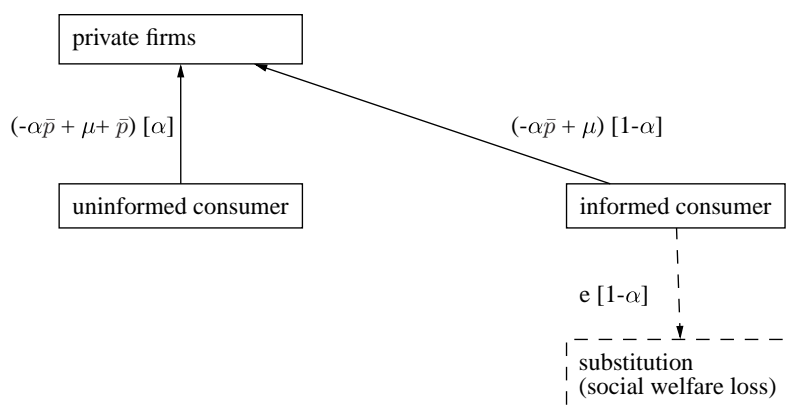 private firms
(-αp̄ + μ+ p̄) [α]
(-αp̄ + μ) [1-α]
uninformed consumer
informed consumer
e [1-α]
substitution
(social welfare loss)